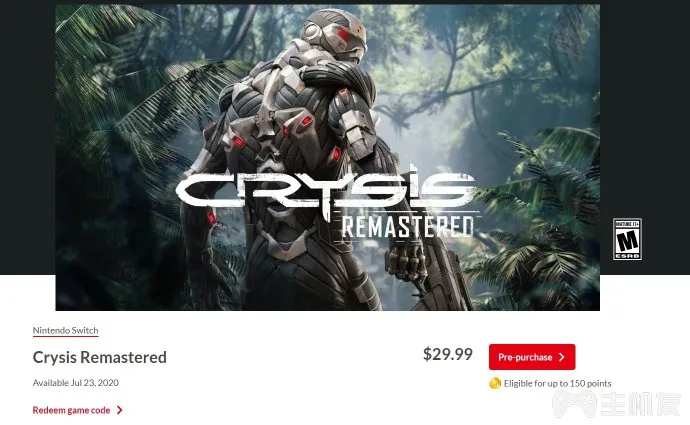 CRYSIS
REMASTERED
MATURE 17+
M
ESRB
Nintendo Switch
Crysis Remastered
$29.99
Pre-purchase
Available Jul 23, 2020
Eligible for up to 150 points
Redeem game code
主机友